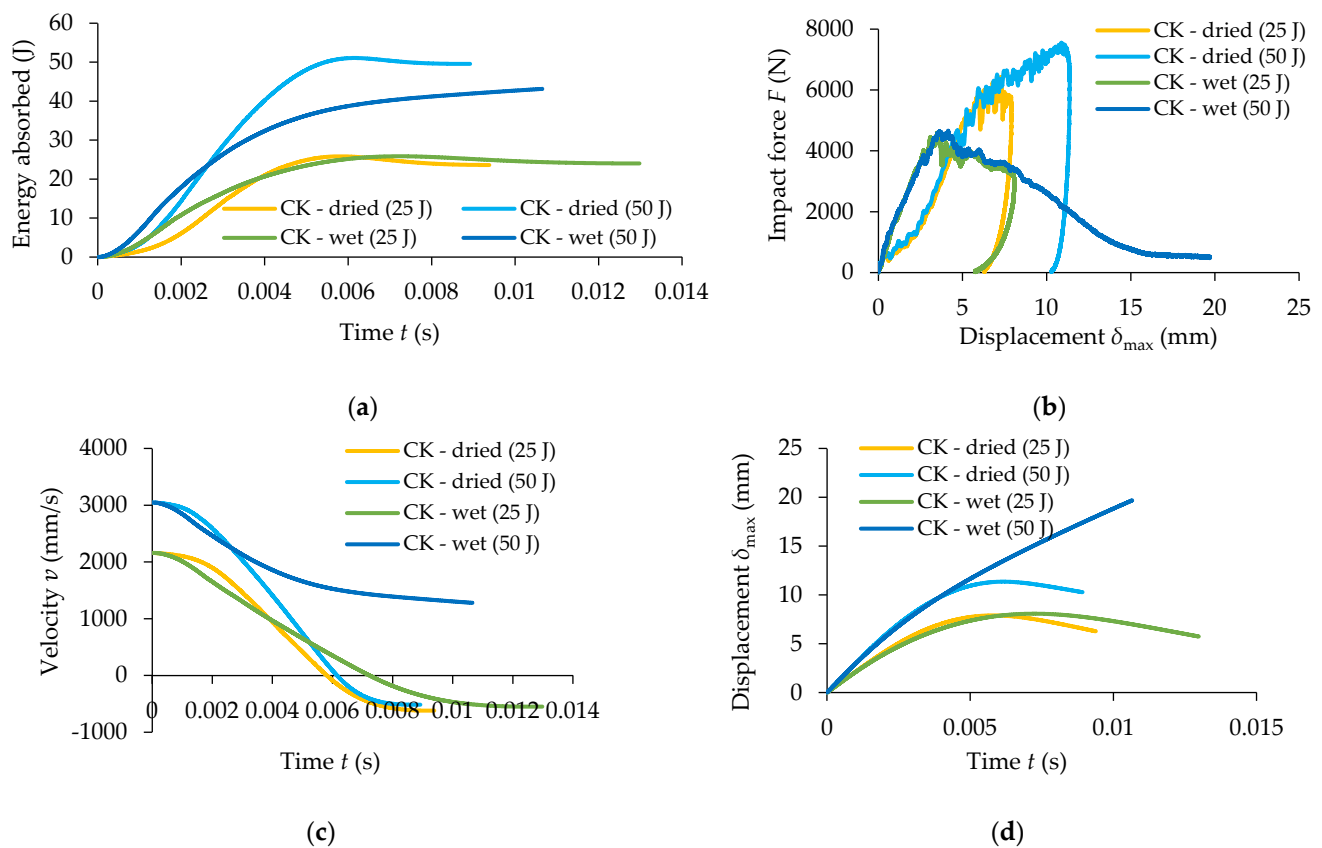 60
50
40
30
20
10
0
Energy absorbed (J)
CK - dried (25 J)
CK - dried (50 J)
CK - wet (25 J)
CK - wet (50 J)
0 0.002 0.004 0.006 0.008 0.01 0.012 0.014
Time t (s)
(a)
8000
6000
4000
2000
0
Impact force F (N)
CK - dried (25 J)
CK - dried (50 J)
CK - wet (25 J)
CK - wet (50 J)
0 5 10 15 20 25
Displacement δmax (mm)
(b)
4000
3000
2000
1000
0
-1000
Velocity v (mm/s)
CK - dried (25 J)
CK - dried (50 J)
CK - wet (25 J)
CK - wet (50 J)
0 0.002 0.004 0.006 0.008 0.01 0.012 0.014
Time t (s)
(c)
25
20
15
10
5
0
Displacement δmax (mm)
CK - dried (25 J)
CK - dried (50 J)
CK - wet (25 J)
CK - wet (50 J)
0 0.005 0.01 0.015
Time t (s)
(d)